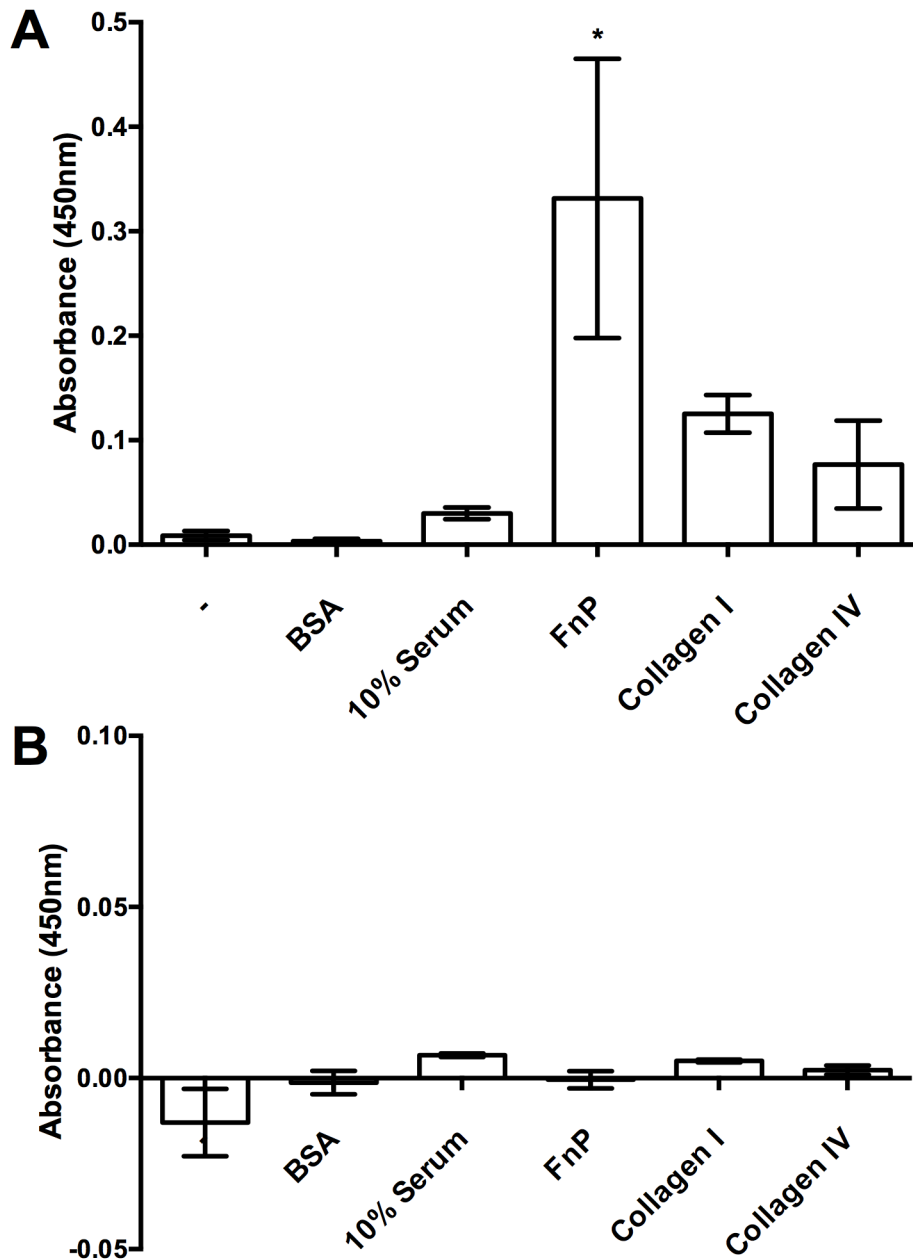 A
Absorbance (450nm)
0.5
0.4
0.3
0.2
0.1
0.0
*
-
BSA
10% Serum
FnP
Collagen I
Collagen IV
B
Absorbance (450nm)
0.10
0.05
0.00
-0.05
-
BSA
10% Serum
FnP
Collagen I
Collagen IV